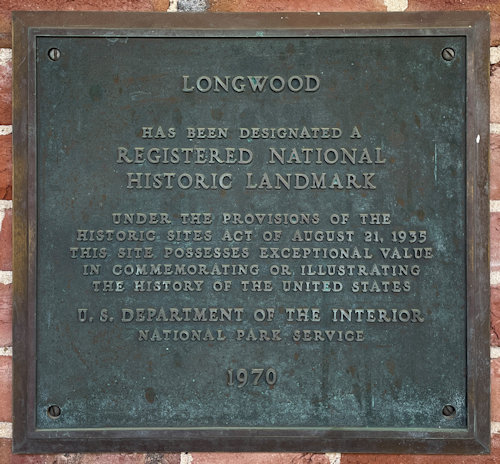 LONGWOOD
HAS BEEN DESIGNATED A
REGISTERED NATIONAL
HISTORIC LANDMARK
UNDER THE PROVISIONS OF THE
HISTORIC SITES ACT OF AUGUST 21, 1935
THIS SITE POSSESSES EXCEPTIONAL VALUE
IN COMMEMORATING OR ILLUSTRATING
THE HISTORY OF THE UNITED STATES
U. S. DEPARTMENT OF THE INTERIOR
NATIONAL PARK SERVICE
1970